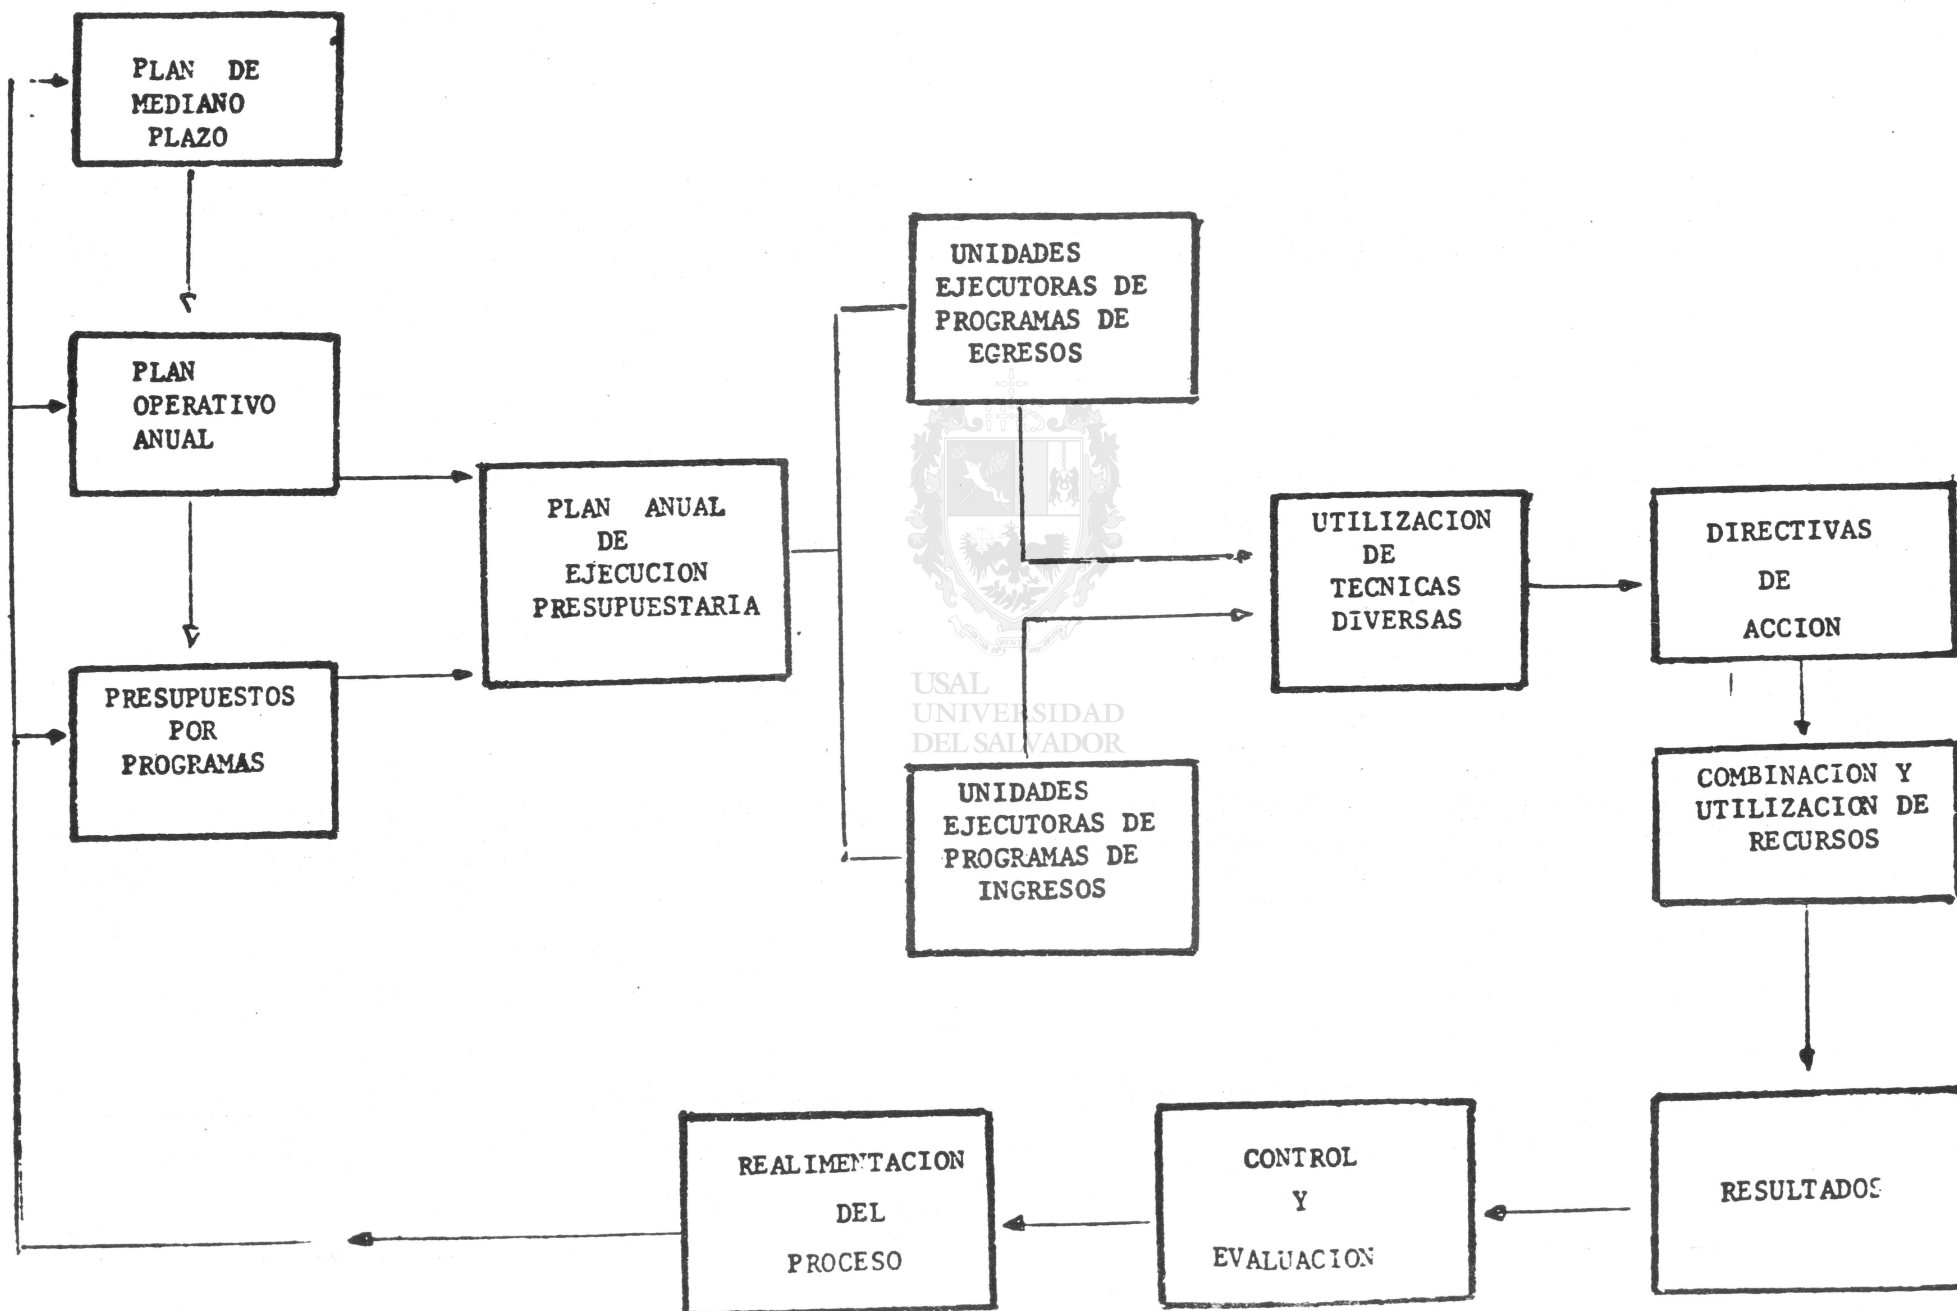 PLAN DE
MEDIANO
PLAZO
PLAN
OPERATIVO
ANUAL
PRESUPUESTOS
POR
PROGRAMAS
PLAN ANUAL
DE
EJECUCION
PRESUPUESTARIA
UNIDADES
EJECUTORAS DE
PROGRAMAS DE
EGRESOS
USAL
UNIVERSIDAD
DEL SALVADOR
UNIDADES
EJECUTORAS DE
PROGRAMAS DE
INGRESOS
UTILIZACION
DE
TECNICAS
DIVERSAS
DIRECTIVAS
DE
ACCION
COMBINACION Y
UTILIZACION DE
RECURSOS
RESULTADOS
CONTROL
Y
EVALUACION
REALIMENTACION
DEL
PROCESO